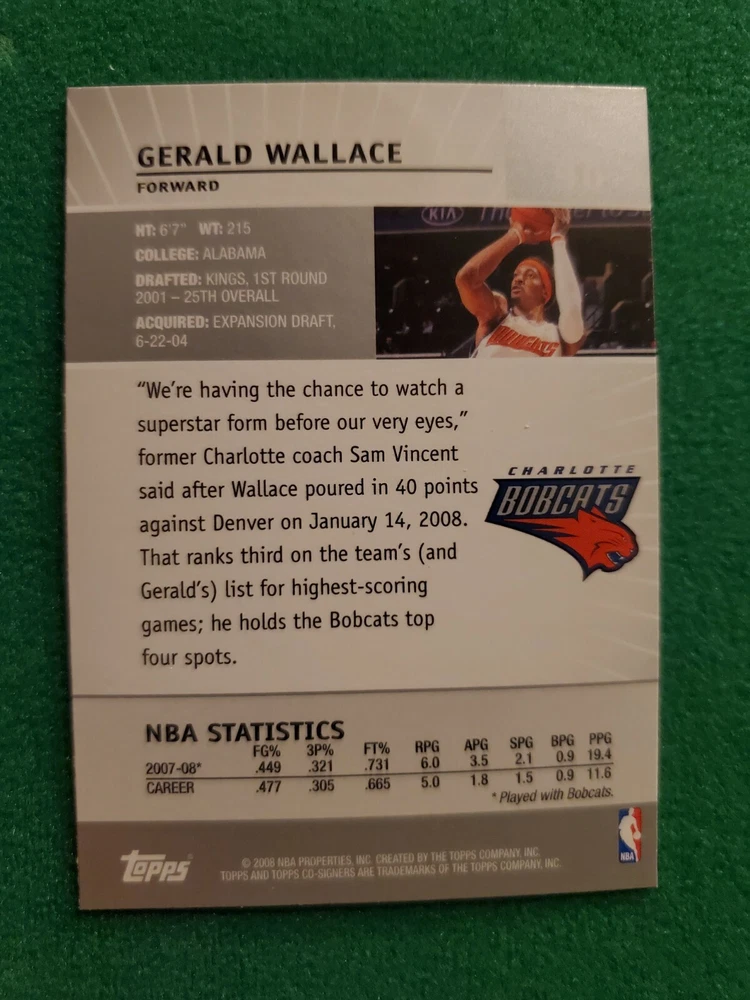 GERALD WALLACE
FORWARD
HT: 6'7" WT: 215
COLLEGE: ALABAMA
DRAFTED: KINGS, 1ST ROUND
2001 – 25TH OVERALL
ACQUIRED: EXPANSION DRAFT,
6-22-04
KIA
"We're having the chance to watch a
superstar form before our very eyes,"
former Charlotte coach Sam Vincent
said after Wallace poured in 40 points
against Denver on January 14, 2008.
That ranks third on the team's (and
Gerald's) list for highest-scoring
games; he holds the Bobcats top
four spots.
CHARLOTTE
BOBCATS
NBA STATISTICS
FG% 3P% FT% RPG APG SPG BPG PPG
2007-08* .449 .321 .731 6.0 3.5 2.1 0.9 19.4
CAREER .477 .305 .665 5.0 1.8 1.5 0.9 11.6
* Played with Bobcats.
topps
© 2008 NBA PROPERTIES, INC. CREATED BY THE TOPPS COMPANY, INC.
TOPPS AND TOPPS CO-SIGNERS ARE TRADEMARKS OF THE TOPPS COMPANY, INC.
NBA